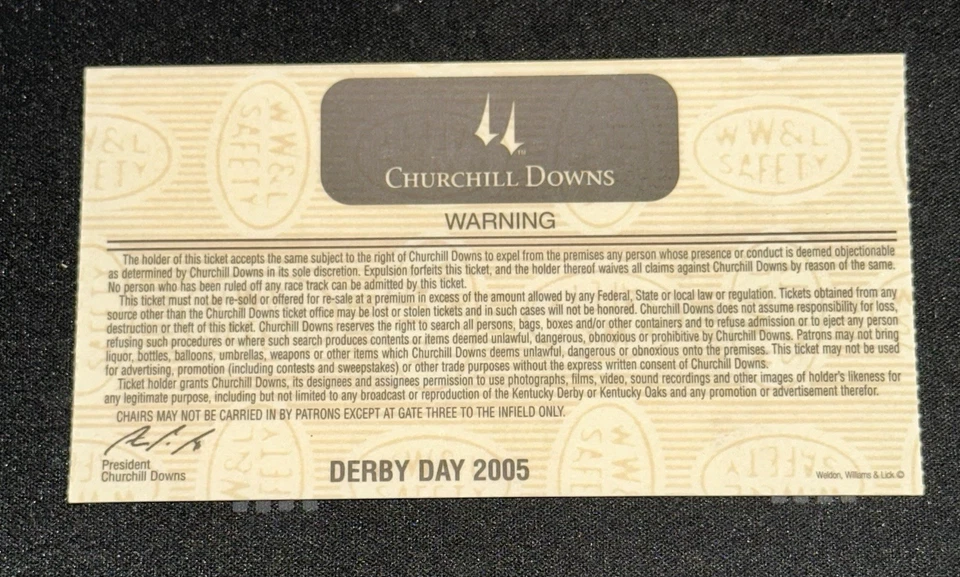 WW&L
SAFETY
CHURCHILL DOWNS
WARNING
The holder of this ticket accepts the same subject to the right of Churchill Downs to expel from the premises any person whose presence or conduct is deemed objectionable
as determined by Churchill Downs in its sole discretion. Expulsion forfeits this ticket, and the holder thereof waives all claims against Churchill Downs by reason of the same.
No person who has been ruled off any race track can be admitted by this ticket.
This ticket must not be re-sold or offered for re-sale at a premium in excess of the amount allowed by any Federal, State or local law or regulation. Tickets obtained from any
source other than the Churchill Downs ticket office may be lost or stolen tickets and in such cases will not be honored. Churchill Downs does not assume responsibility for loss,
destruction or theft of this ticket. Churchill Downs reserves the right to search all persons, bags, boxes and/or other containers and to refuse admission or to eject any person
refusing such procedures or where such search produces contents or items deemed unlawful, dangerous, obnoxious or prohibitive by Churchill Downs. Patrons may not bring
liquor, bottles, balloons, umbrellas, weapons or other items which Churchill Downs deems unlawful, dangerous or obnoxious onto the premises. This ticket may not be used
for advertising, promotion (including contests and sweepstakes) or other trade purposes without the express written consent of Churchill Downs.
Ticket holder grants Churchill Downs, its designees and assignees permission to use photographs, films, video, sound recordings and other images of holder's likeness for
any legitimate purpose, including but not limited to any broadcast or reproduction of the Kentucky Derby or Kentucky Oaks and any promotion or advertisement therefor.
CHAIRS MAY NOT BE CARRIED IN BY PATRONS EXCEPT AT GATE THREE TO THE INFIELD ONLY.
President
Churchill Downs
DERBY DAY 2005
Weldon, Williams & Lick ©